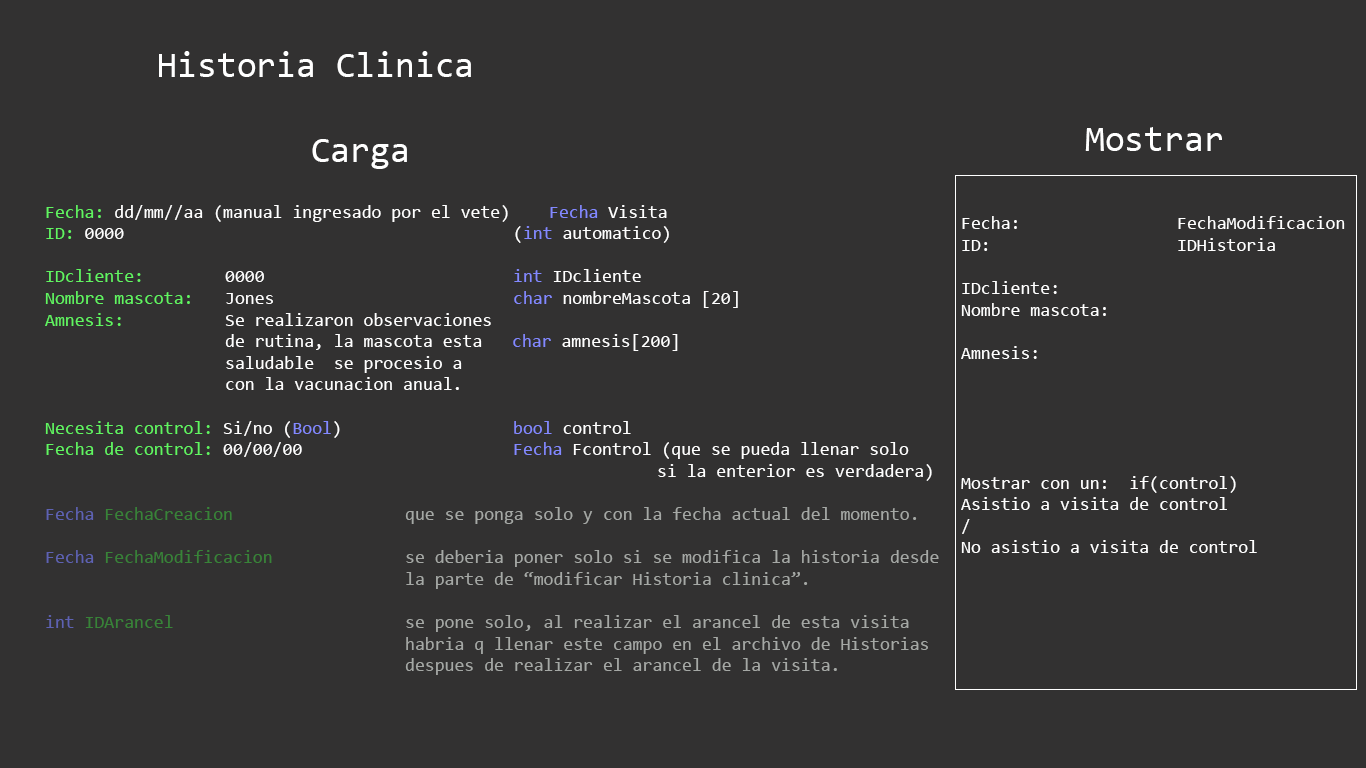 Historia Clinica
Carga
Fecha: dd/mm//aa (manual ingresado por el vete) Fecha Visita
ID: 0000 (int automatico)
IDcliente: 0000 int IDcliente
Nombre mascota: Jones char nombreMascota [20]
Amnesis: Se realizaron observaciones
de rutina, la mascota esta char amnesis[200]
saludable se procesio a
con la vacunacion anual.
Necesita control: Si/no (Bool) bool control
Fecha de control: 00/00/00 Fecha Fcontrol (que se pueda llenar solo
si la enterior es verdadera)
Fecha FechaCreacion que se ponga solo y con la fecha actual del momento.
Fecha FechaModificacion se deberia poner solo si se modifica la historia desde
la parte de “modificar Historia clinica”.
int IDArancel se pone solo, al realizar el arancel de esta visita
habria q llenar este campo en el archivo de Historias
despues de realizar el arancel de la visita.
Mostrar
Fecha: FechaModificacion
ID: IDHistoria
IDcliente:
Nombre mascota:
Amnesis:
Mostrar con un: if(control)
Asistio a visita de control
/
No asistio a visita de control